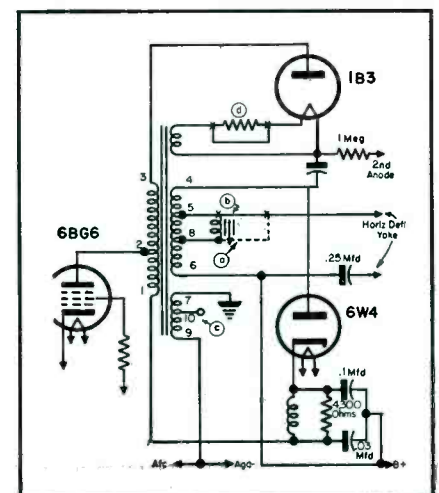 1B3
d
1 Meg
2nd
Anode
3
4
b
5
6BG6
2
8
Horiz Defl
Yoke
a
6
.25 Mfd
1
7
6W4
10
c
9
.1 Mfd
4300
Ohms
.03
Mfd
Afc
Agc
B+